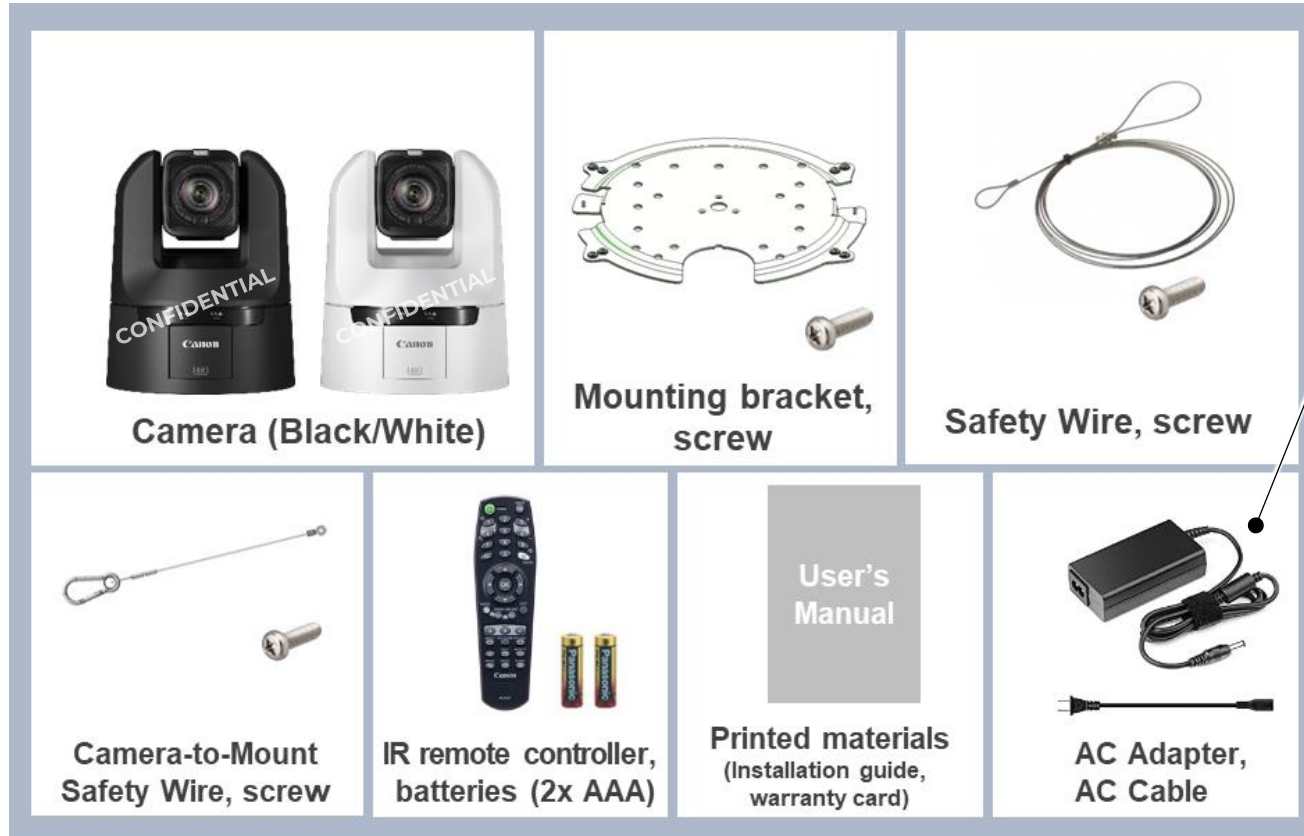 CONFIDENTIAL
CONFIDENTIAL
Canon
Canon
4K
4K
Camera (Black/White)
Mounting bracket,
screw
Safety Wire, screw
Camera-to-Mount
Safety Wire, screw
Canon
Panasonic
Panasonic
IR remote controller,
batteries (2x AAA)
User's
Manual
Printed materials
(Installation guide,
warranty card)
AC Adapter,
AC Cable